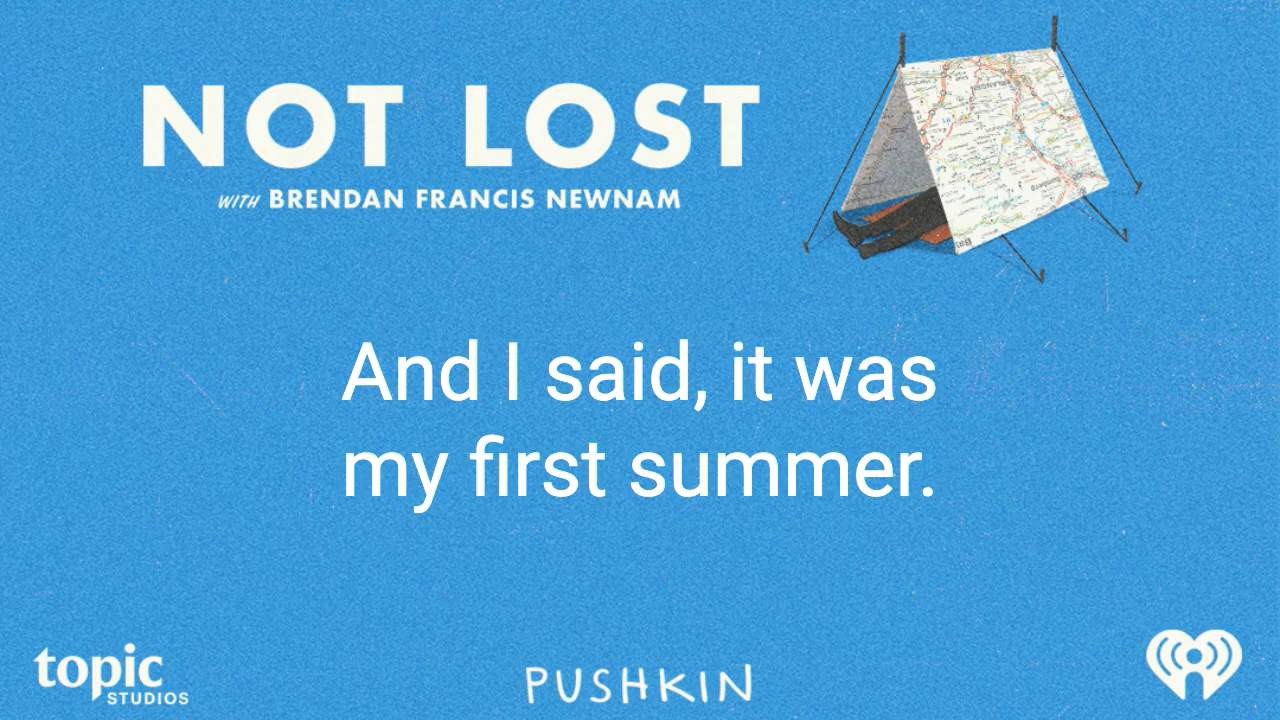 NOT LOST
WITH BRENDAN FRANCIS NEWNAM
And I said, it was
my first summer.
topic
STUDIOS
PUSHKIN